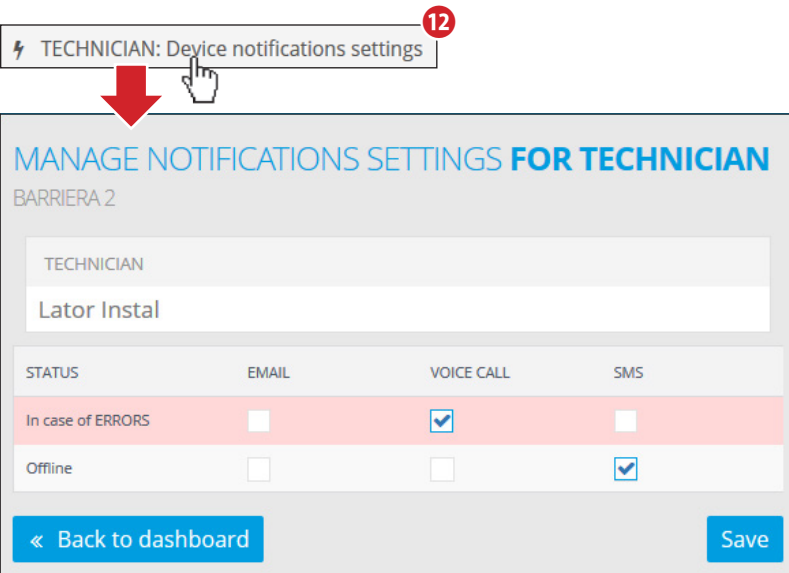 12
TECHNICIAN: Device notifications settings
MANAGE NOTIFICATIONS SETTINGS FOR TECHNICIAN
BARRIERA 2
TECHNICIAN
Lator Instal
STATUS EMAIL VOICE CALL SMS
In case of ERRORS
Offline
« Back to dashboard Save